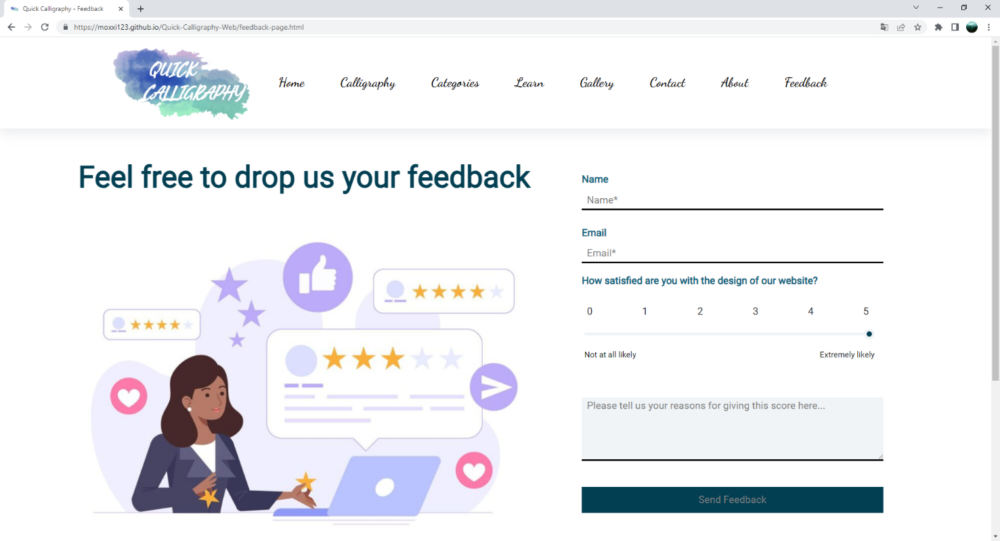 Quick Calligraphy - Feedback
https://moxxi123.github.io/Quick-Calligraphy-Web/feedback-page.html
QUICK
CALLIGRAPHY
Home Calligraphy Categories Learn Gallery Contact About Feedback
Feel free to drop us your feedback
Name
Name*
Email
Email*
How satisfied are you with the design of our website?
0 1 2 3 4 5
Not at all likely Extremely likely
Please tell us your reasons for giving this score here...
Send Feedback